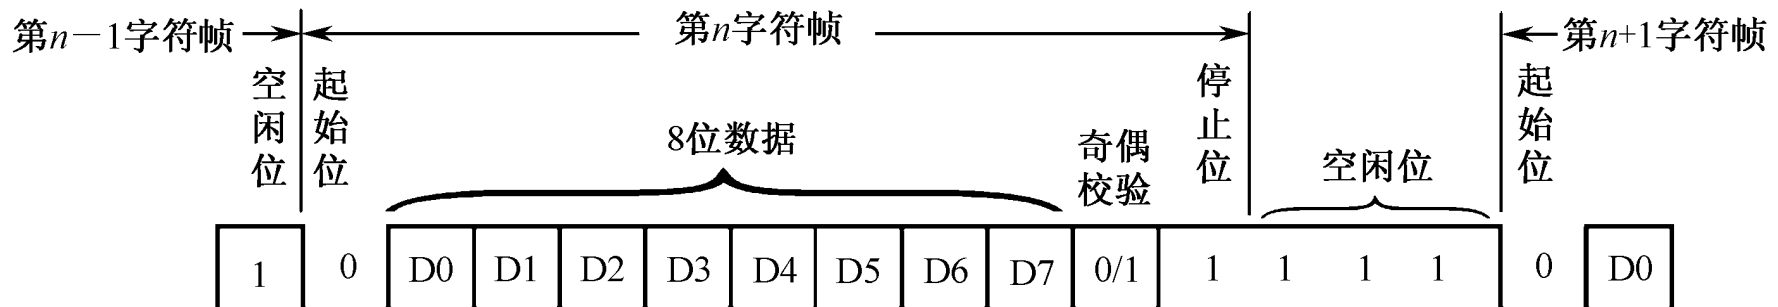 第n－1字符帧 第n字符帧 第n+1字符帧
空闲位 起始位 8位数据 奇偶校验 停止位 空闲位 起始位
1 0 D0 D1 D2 D3 D4 D5 D6 D7 0/1 1 1 1 1 0 D0